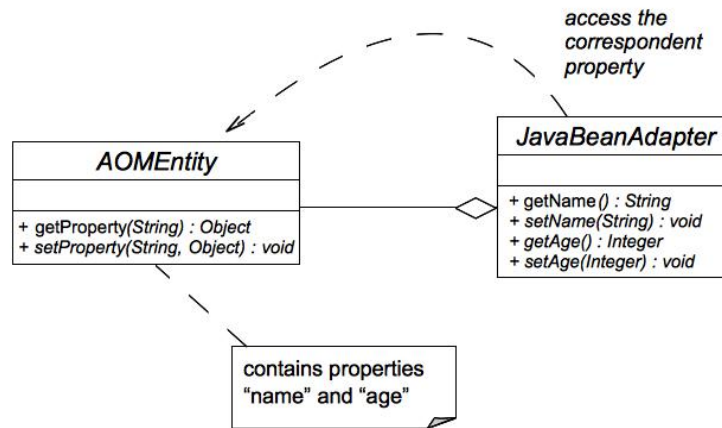 access the
correspondent
property
AOMEntity
+ getProperty(String) : Object
+ setProperty(String, Object) : void
JavaBeanAdapter
+ getName() : String
+ setName(String) : void
+ getAge() : Integer
+ setAge(Integer) : void
contains properties
“name” and “age”